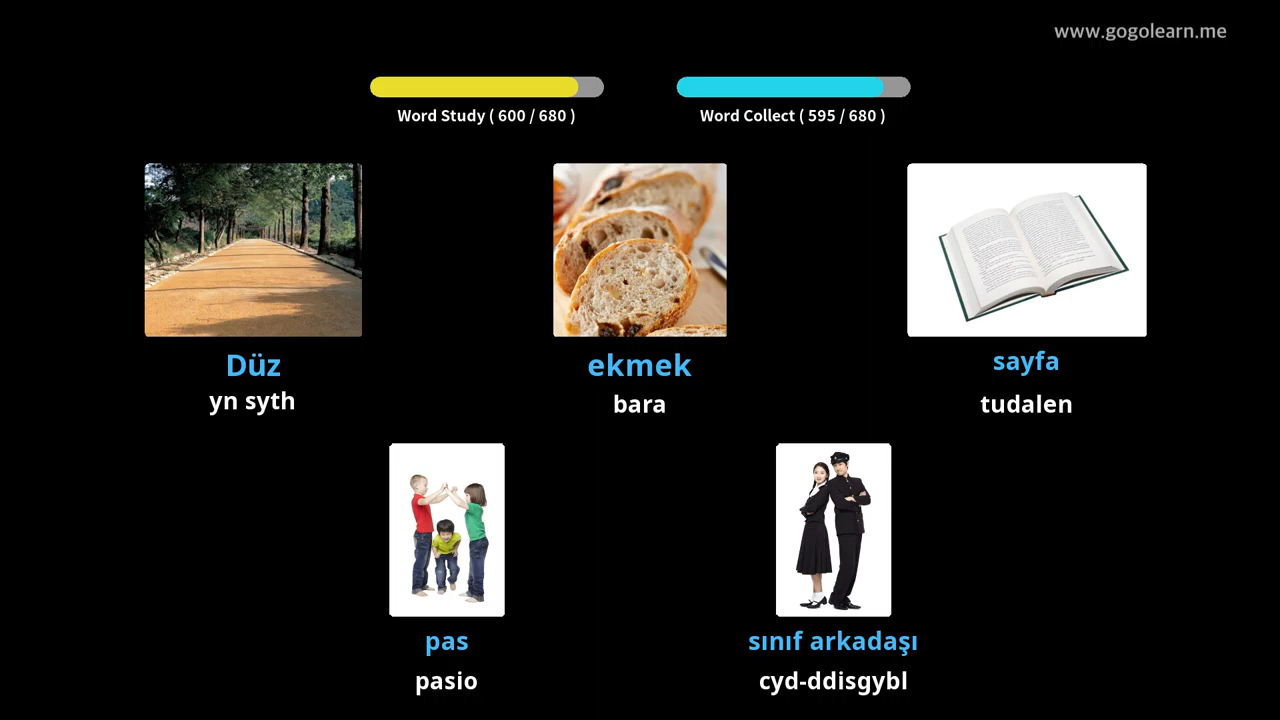 www.gogolearn.me
Word Study ( 600 / 680 )
Word Collect ( 595 / 680 )
Düz
yn syth
ekmek
bara
sayfa
tudalen
pas
pasio
sınıf arkadaşı
cyd-ddisgybl